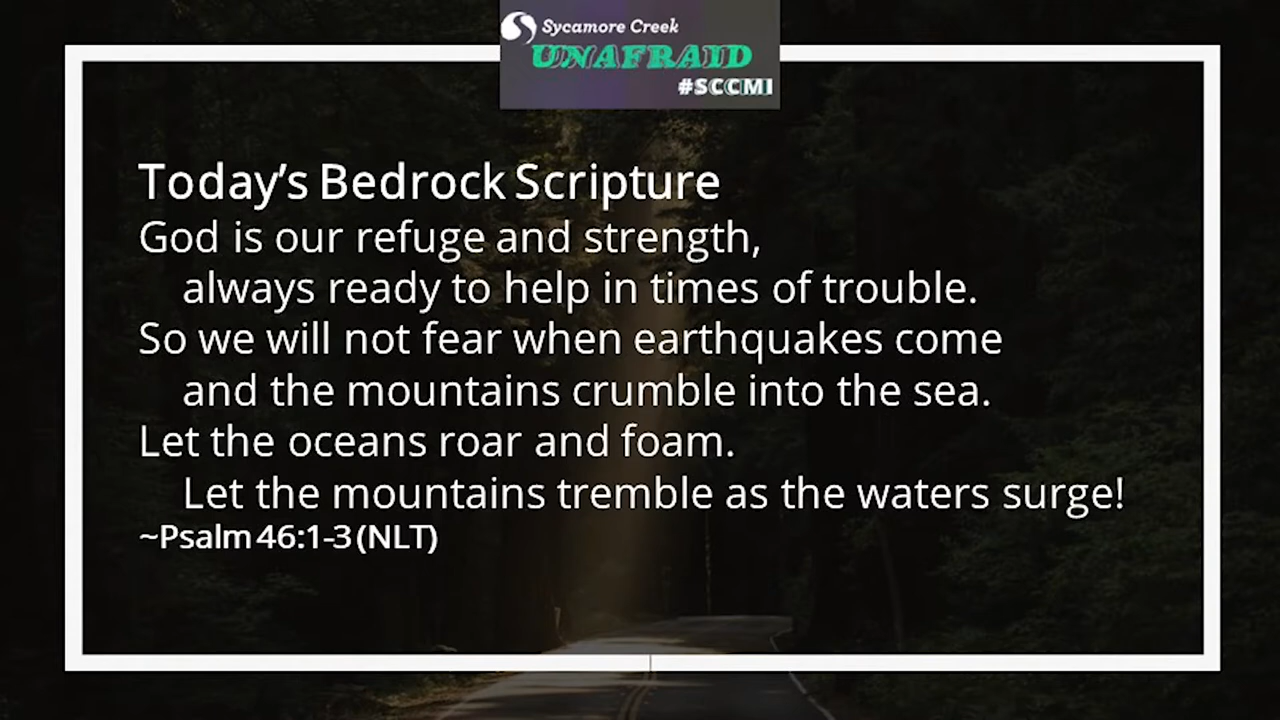 Sycamore Creek
UNAFRAID
#SCCMI
Today's Bedrock Scripture
God is our refuge and strength,
always ready to help in times of trouble.
So we will not fear when earthquakes come
and the mountains crumble into the sea.
Let the oceans roar and foam.
Let the mountains tremble as the waters surge!
~Psalm 46:1-3 (NLT)